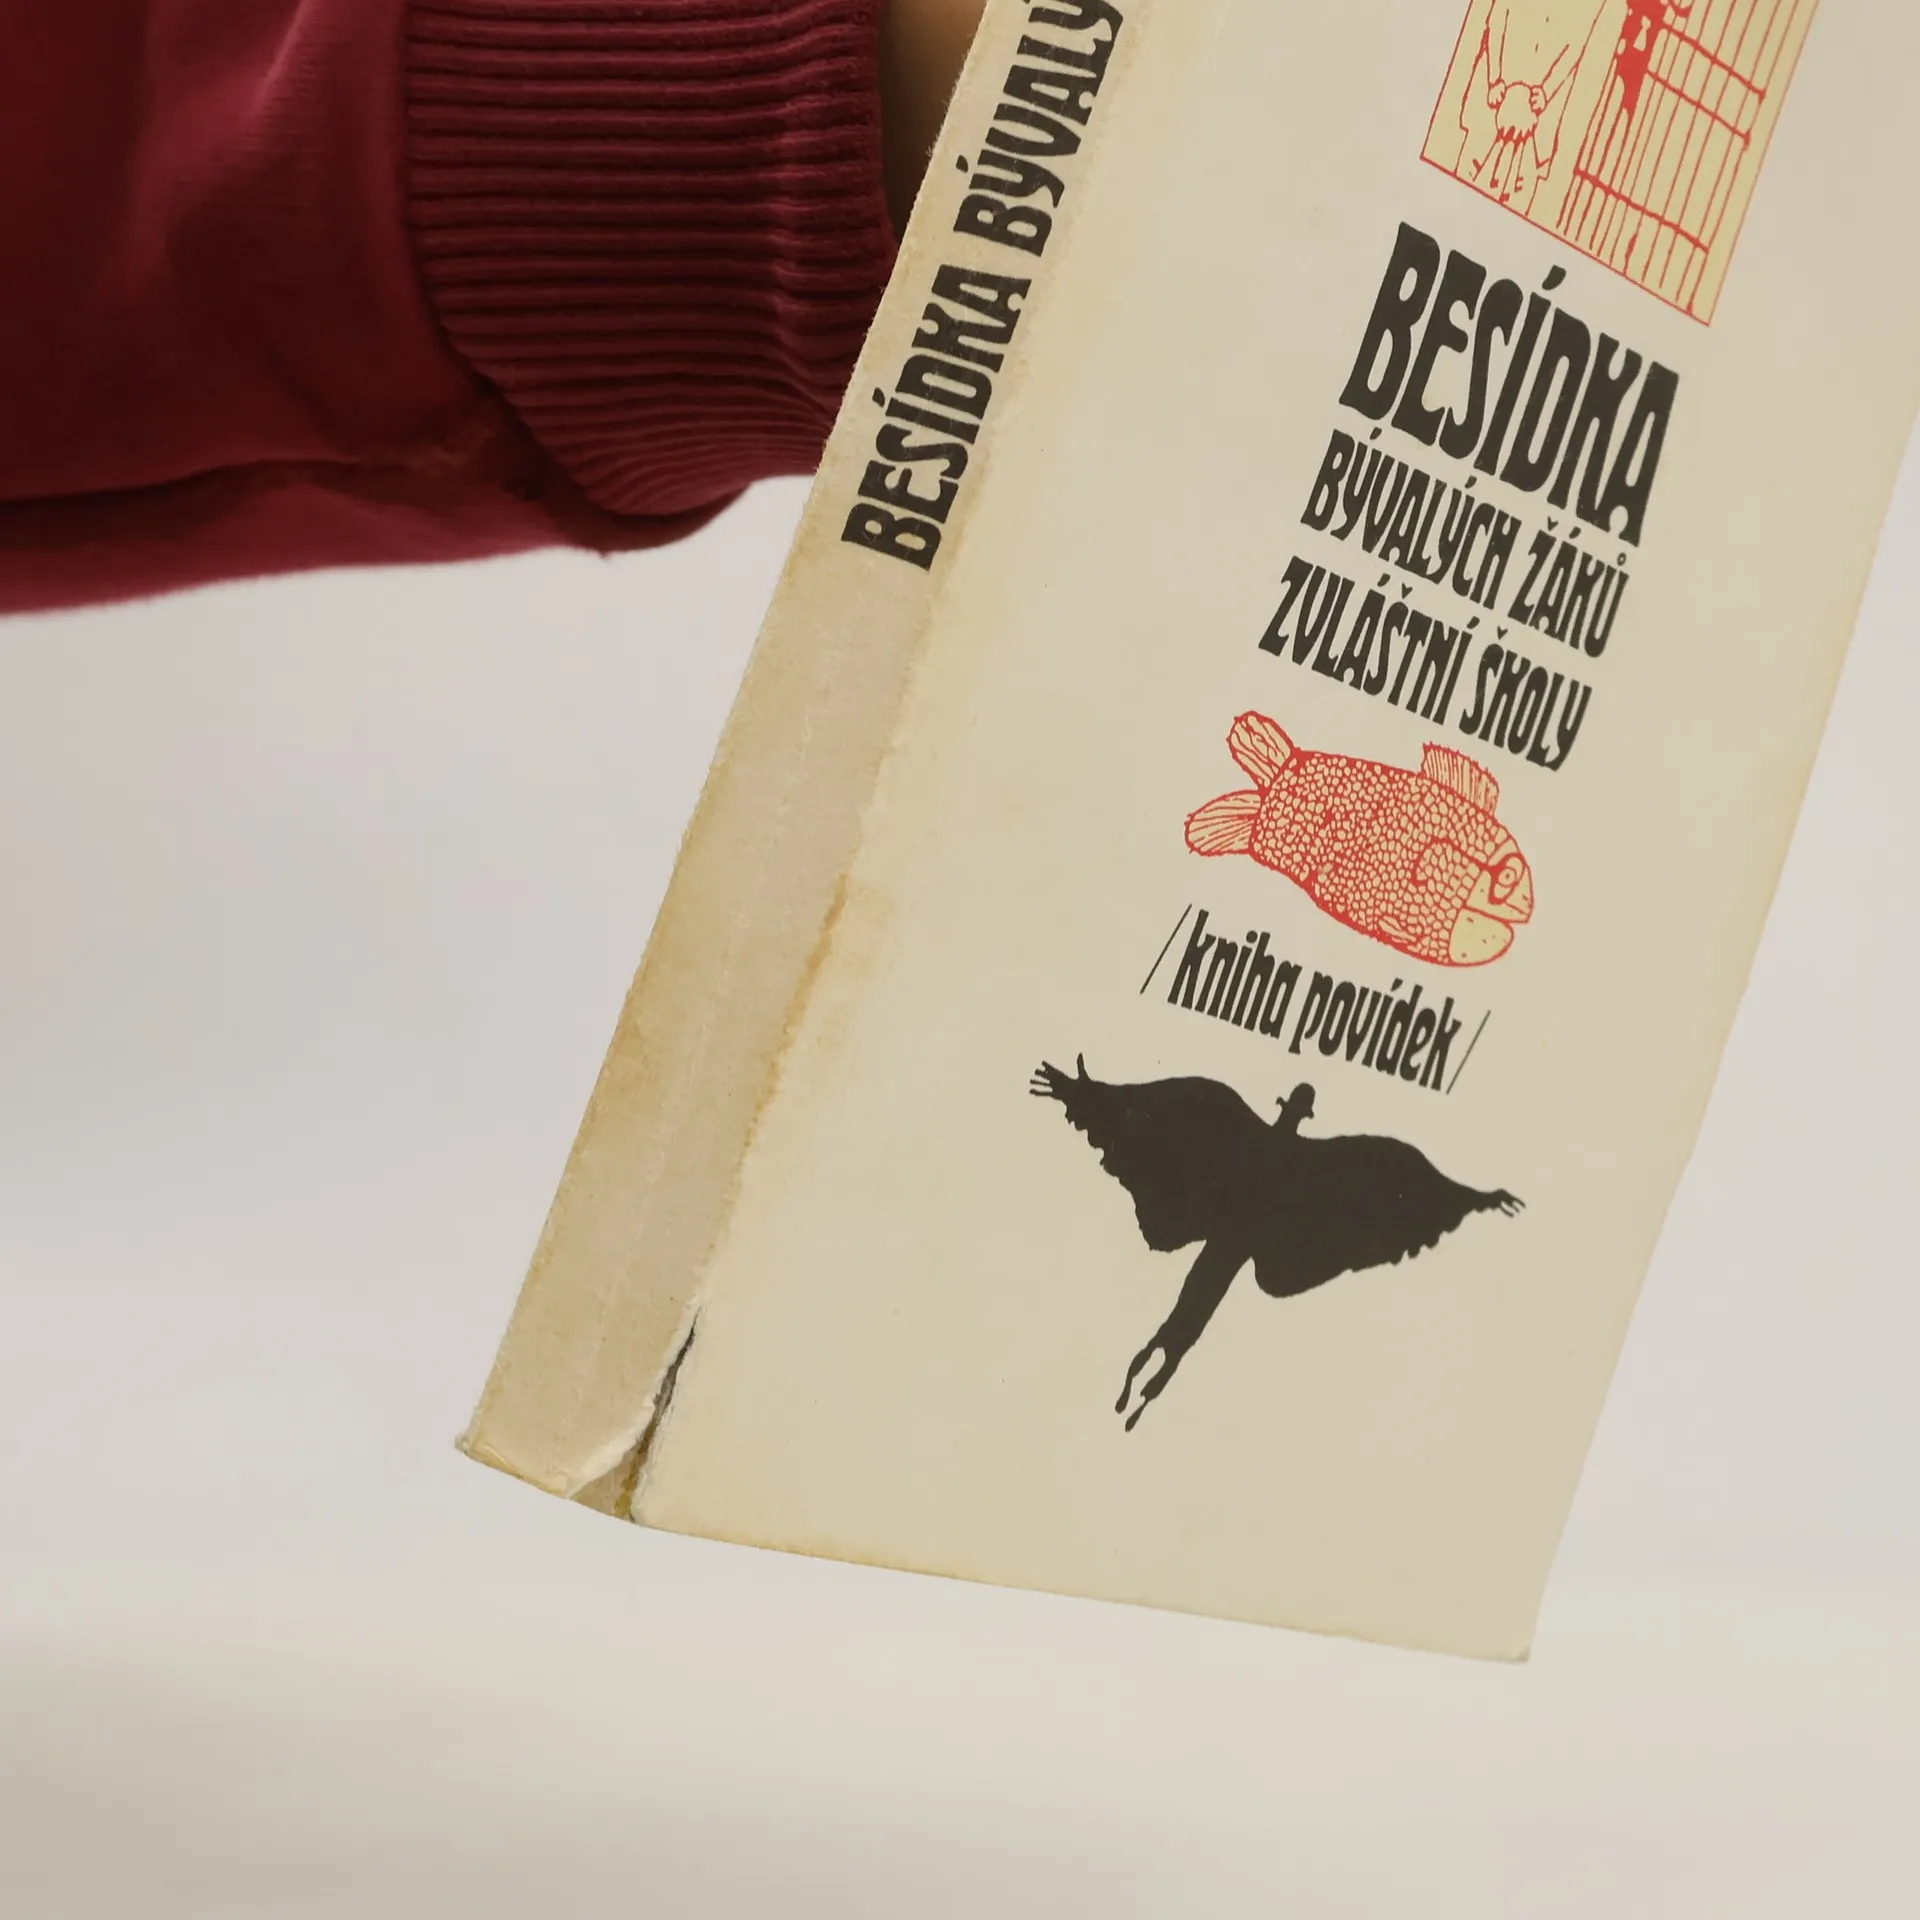 BESÍDKA BÝVALÝ
BESÍDKA
BÝVALÝCH ŽÁKŮ
ZVLÁŠTNÍ ŠKOLY
/kniha povídek/